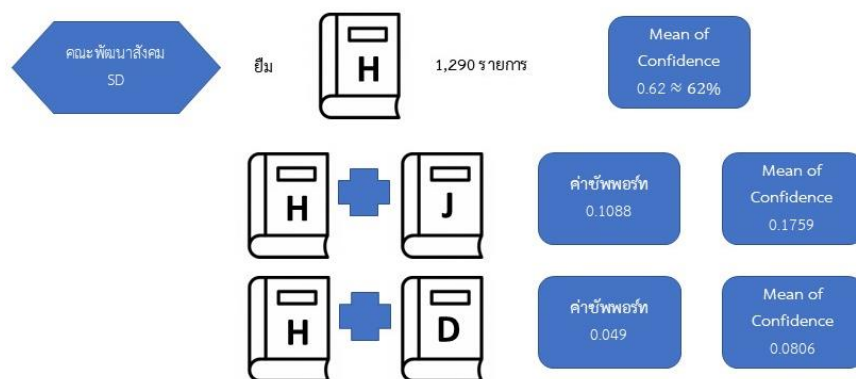 คณะพัฒนาสังคม
SD
ยืม
H
1,290 รายการ
Mean of
Confidence
0.62 ≈ 62%
H
J
ค่าซัพพอร์ท
0.1088
Mean of
Confidence
0.1759
H
D
ค่าซัพพอร์ท
0.049
Mean of
Confidence
0.0806